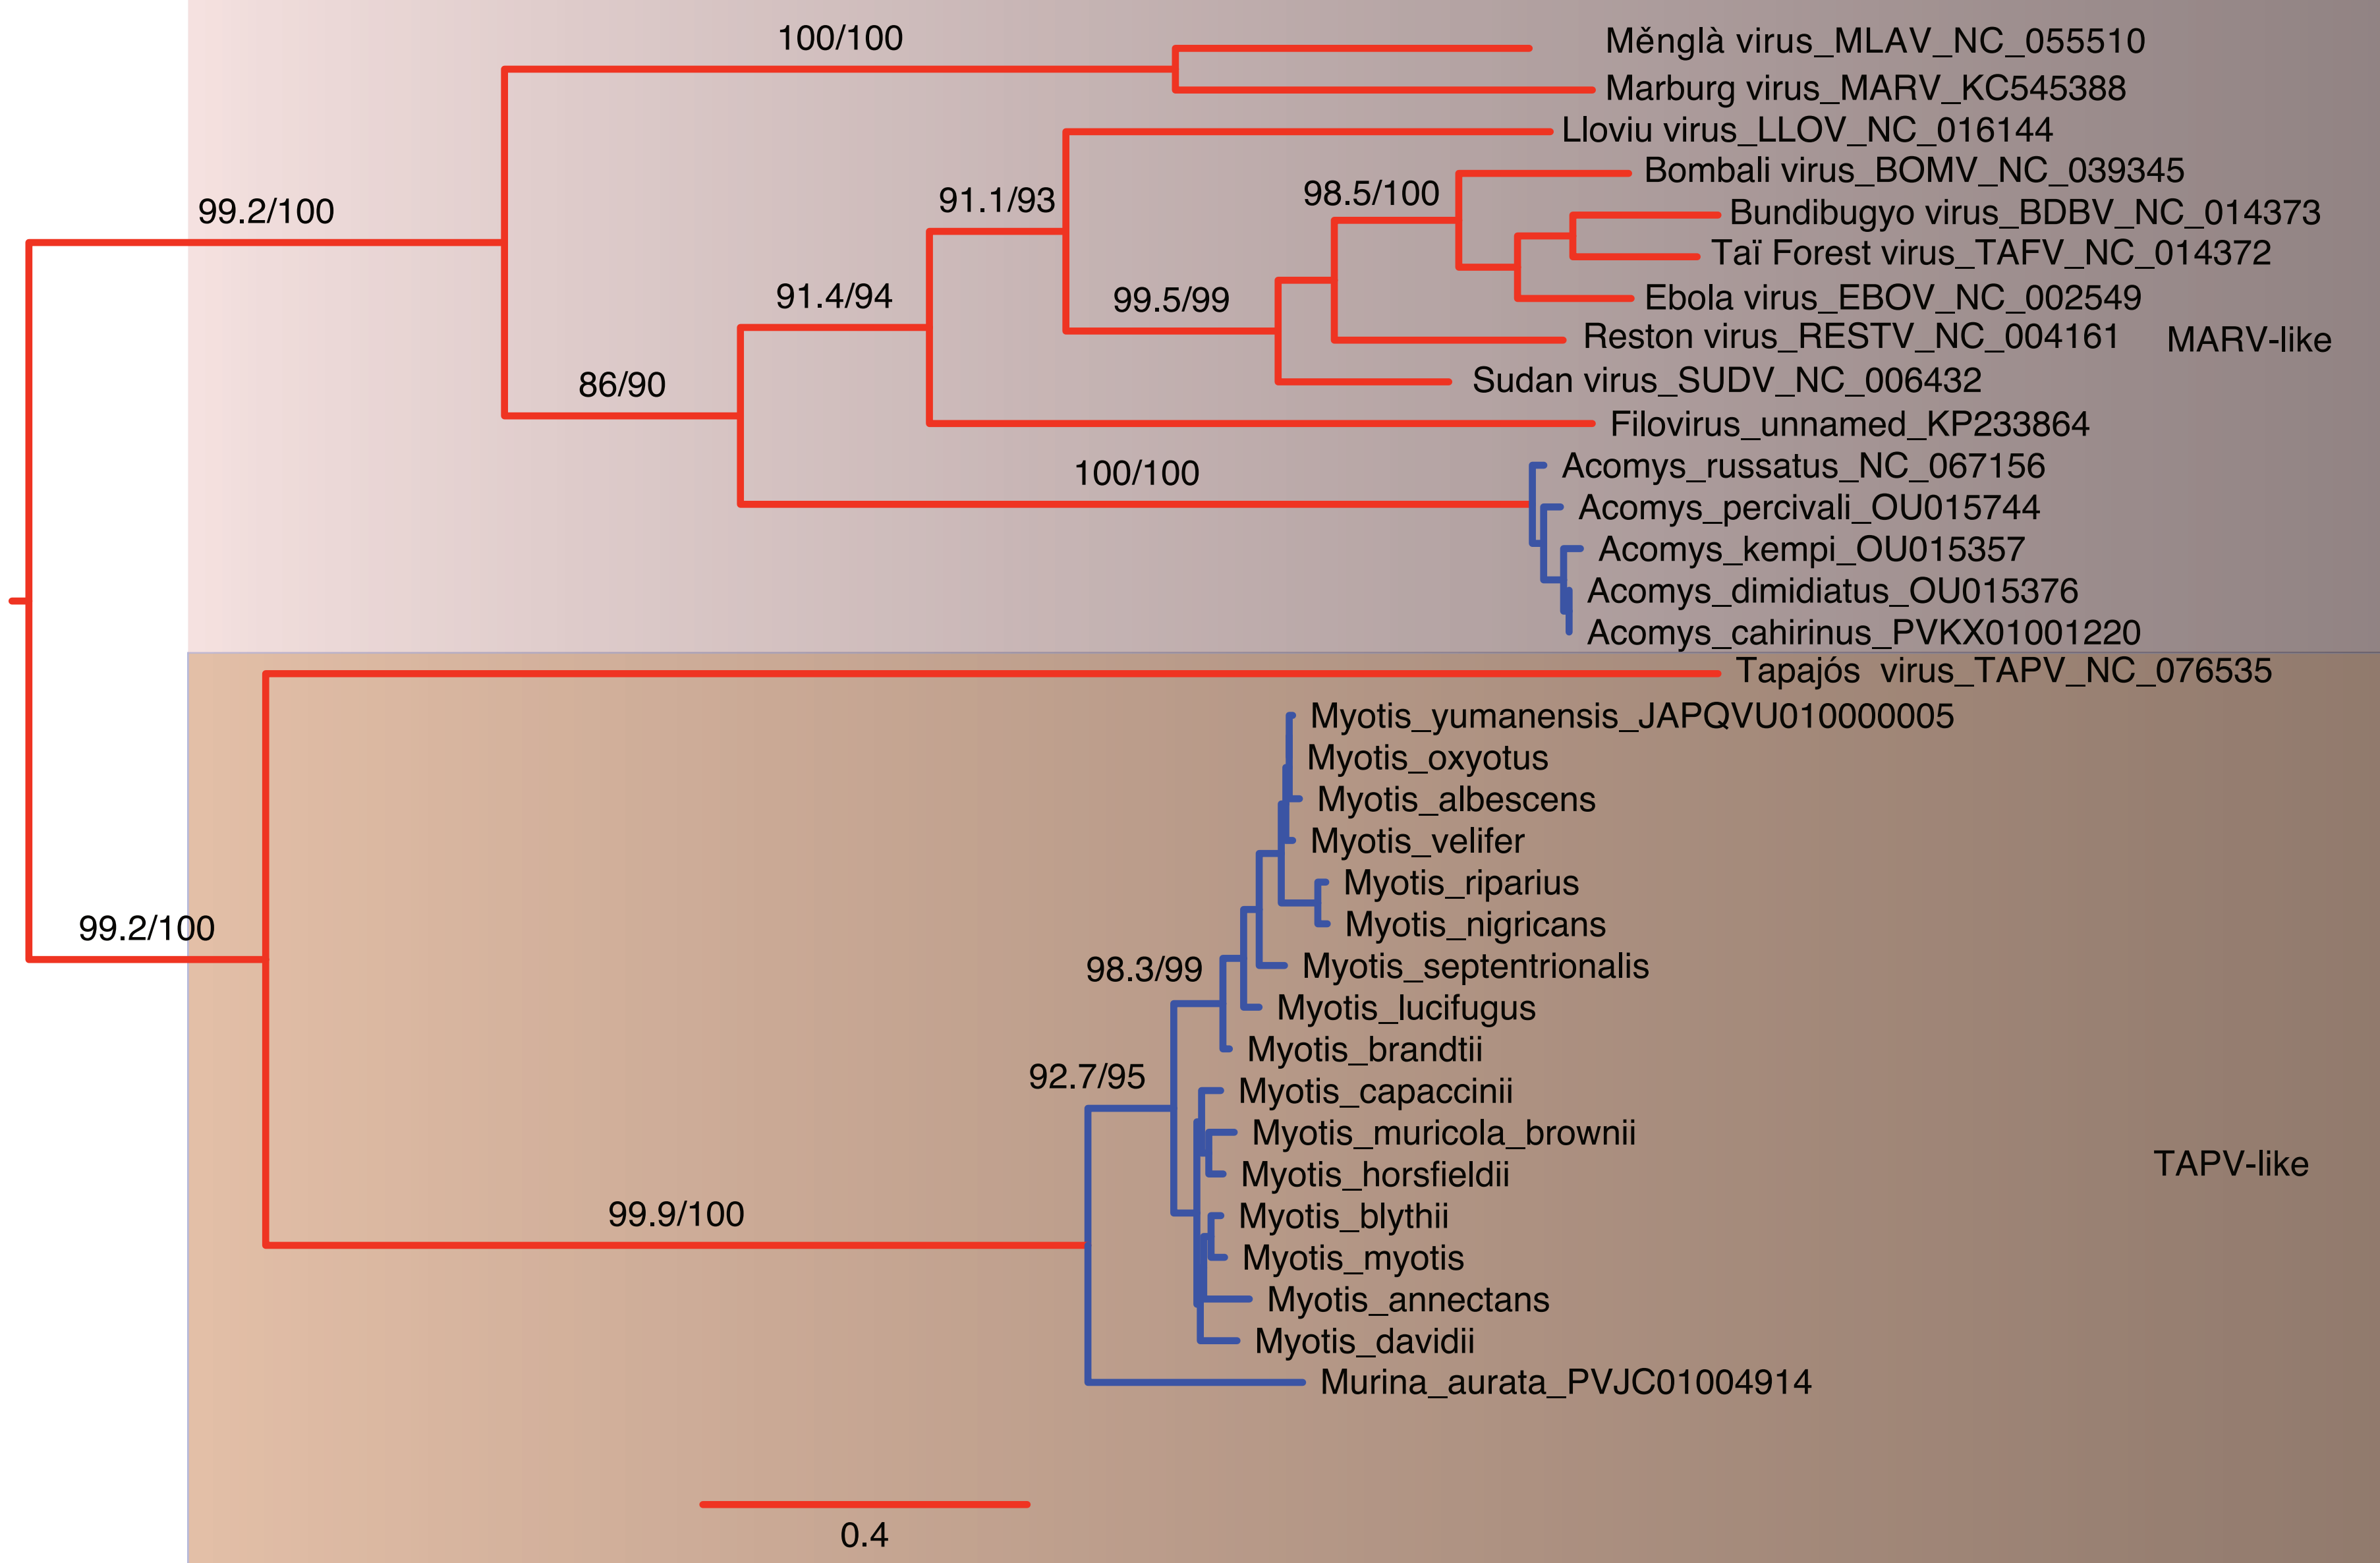 100/100
Měnglà virus_MLAV_NC_055510
Marburg virus_MARV_KC545388
Lloviu virus_LLOV_NC_016144
Bombali virus_BOMV_NC_039345
98.5/100
91.1/93
99.2/100
Bundibugyo virus_BDBV_NC_014373
Taï Forest virus_TAFV_NC_014372
91.4/94
99.5/99
Ebola virus_EBOV_NC_002549
Reston virus_RESTV_NC_004161
MARV-like
86/90
Sudan virus_SUDV_NC_006432
Filovirus_unnamed_KP233864
100/100
Acomys_russatus_NC_067156
Acomys_percivali_OU015744
Acomys_kempi_OU015357
Acomys_dimidiatus_OU015376
Acomys_cahirinus_PVKX01001220
Tapajós virus_TAPV_NC_076535
Myotis_yumanensis_JAPQVU010000005
Myotis_oxyotus
Myotis_albescens
Myotis_velifer
Myotis_riparius
Myotis_nigricans
99.2/100
Myotis_septentrionalis
98.3/99
Myotis_lucifugus
Myotis_brandtii
92.7/95
Myotis_capaccinii
Myotis_muricola_brownii
TAPV-like
Myotis_horsfieldii
99.9/100
Myotis_blythii
Myotis_myotis
Myotis_annectans
Myotis_davidii
Murina_aurata_PVJC01004914
0.4